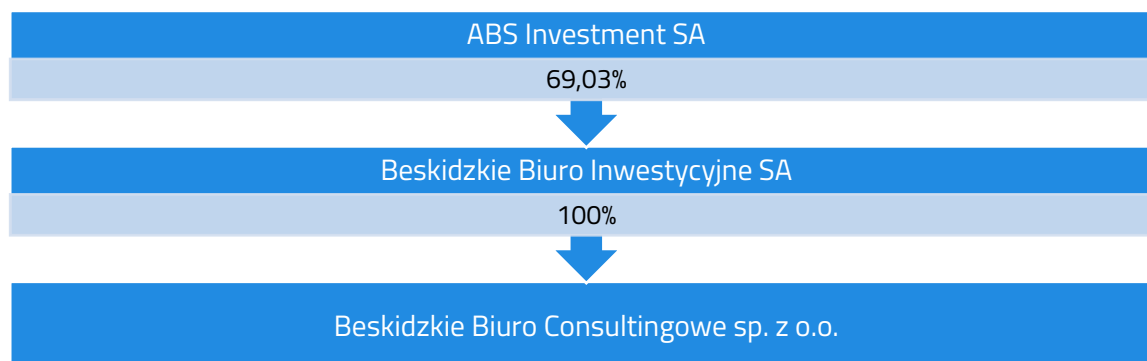 ABS Investment SA
69,03%
Beskidzkie Biuro Inwestycyjne SA
100%
Beskidzkie Biuro Consultingowe sp. z o.o.